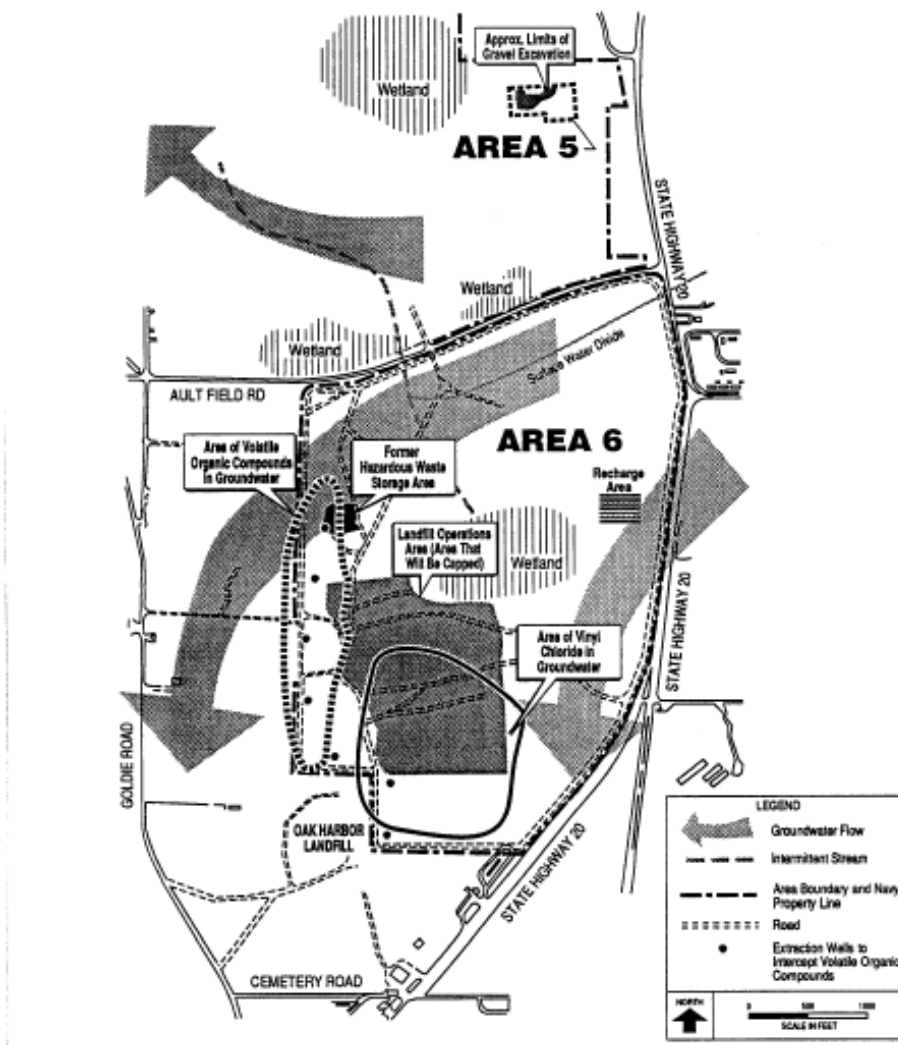 Approx. Limits of
Gravel Excavation
Wetland
AREA 5
STATE HIGHWAY 20
Wetland
Wetland
Surface Water Divide
AULT FIELD RD
AREA 6
Area of Volatile
Organic Compounds
in Groundwater
Former
Hazardous Waste
Storage Area
Recharge
Area
Landfill Operations
Area (Area That
Will Be Capped)
Wetland
Area of Vinyl
Chloride in
Groundwater
STATE HIGHWAY 20
GOLDIE ROAD
OAK HARBOR
LANDFILL
STATE HIGHWAY 20
CEMETERY ROAD
LEGEND
Groundwater Flow
Intermittent Stream
Area Boundary and Navy
Property Line
Road
Extraction Wells to
Intercept Volatile Organic
Compounds
NORTH
0 500 1000
SCALE IN FEET